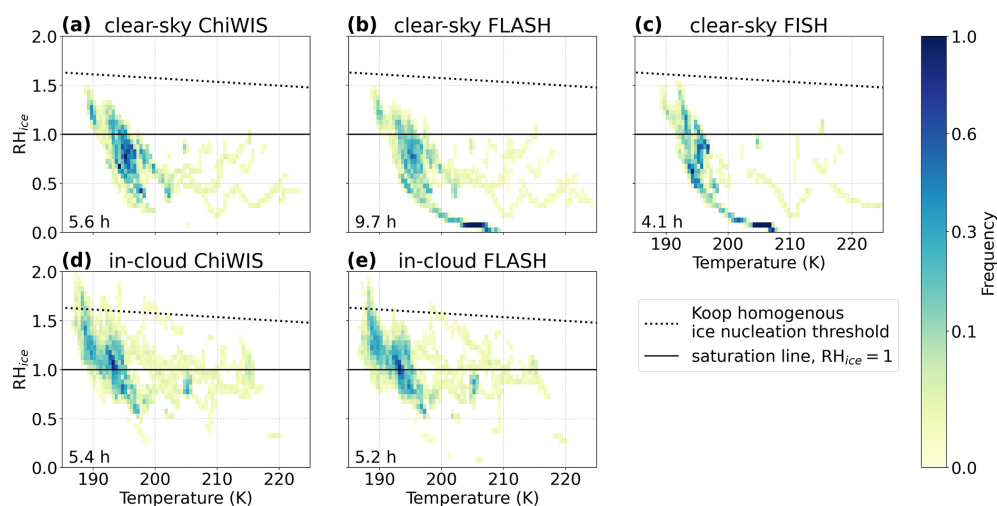 (a) clear-sky ChiWIS
(b) clear-sky FLASH
(c) clear-sky FISH
2.0
1.5
1.0
0.5
0.0
RH_ice
5.6 h
9.7 h
4.1 h
190 200 210 220
Temperature (K)
(d) in-cloud ChiWIS
(e) in-cloud FLASH
2.0
1.5
1.0
0.5
0.0
RH_ice
5.4 h
5.2 h
190 200 210 220
Temperature (K)
190 200 210 220
Temperature (K)
Koop homogenous
ice nucleation threshold
saturation line, RH_ice = 1
1.0
0.6
0.3
0.1
0.0
Frequency